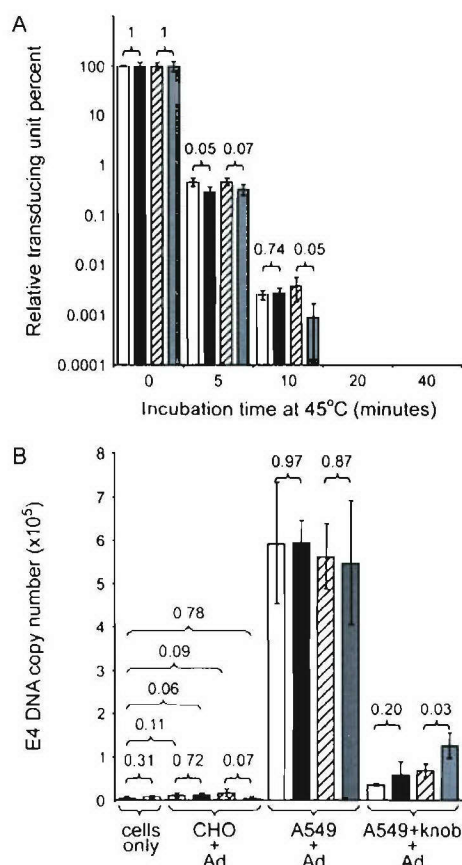 A
Relative transducing unit percent
100
10
1
0.1
0.01
0.001
0.0001
1 1
0.05 0.07
0.74 0.05
0 5 10 20 40
Incubation time at 45°C (minutes)
B
E4 DNA copy number (x10⁵)
8
7
6
5
4
3
2
1
0
0.97 0.87
0.78
0.09
0.06
0.11
0.31 0.72 0.07
0.20 0.03
cells only
CHO + Ad
A549 + Ad
A549+knob + Ad